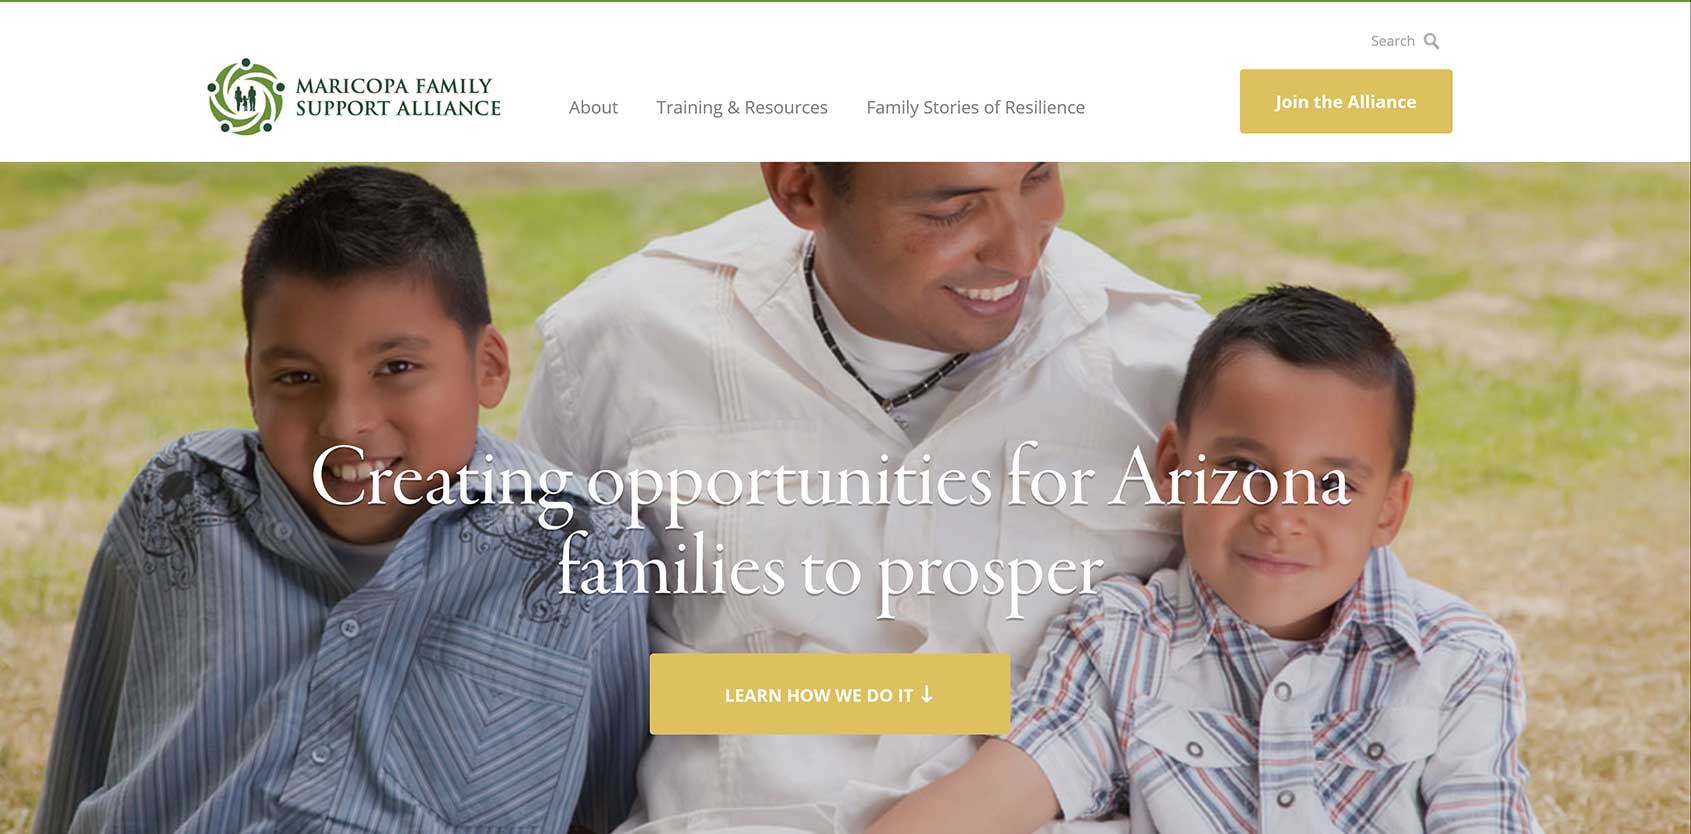 Search
MARICOPA FAMILY
SUPPORT ALLIANCE
About
Training & Resources
Family Stories of Resilience
Join the Alliance
Creating opportunities for Arizona
families to prosper
LEARN HOW WE DO IT ↓